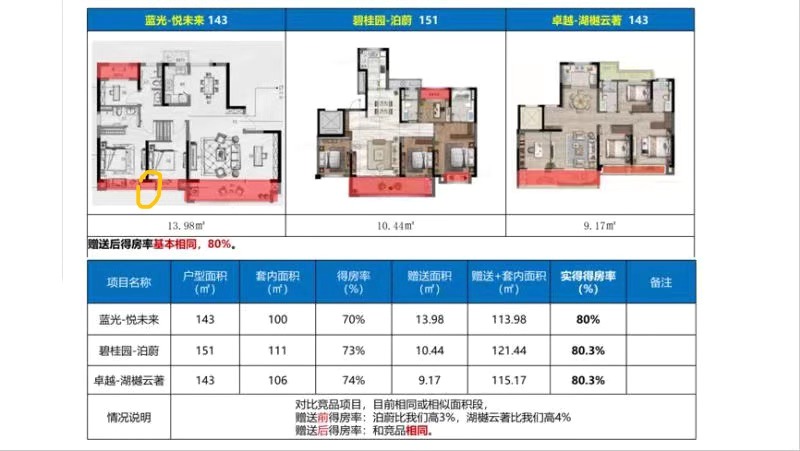 蓝光-悦未来 143 碧桂园-泊蔚 151 卓越-湖樾云著 143
13.98㎡ 10.44㎡ 9.17㎡
赠送后得房率基本相同，80%。
项目名称 户型面积（㎡） 套内面积（㎡） 得房率（%） 赠送面积（㎡） 赠送+套内面积（㎡） 实得得房率（%） 备注
蓝光-悦未来 143 100 70% 13.98 113.98 80%
碧桂园-泊蔚 151 111 73% 10.44 121.44 80.3%
卓越-湖樾云著 143 106 74% 9.17 115.17 80.3%
情况说明
对比竞品项目，目前相同或相似面积段，
赠送前得房率：泊蔚比我们高3%，湖樾云著比我们高4%
赠送后得房率：和竞品相同。